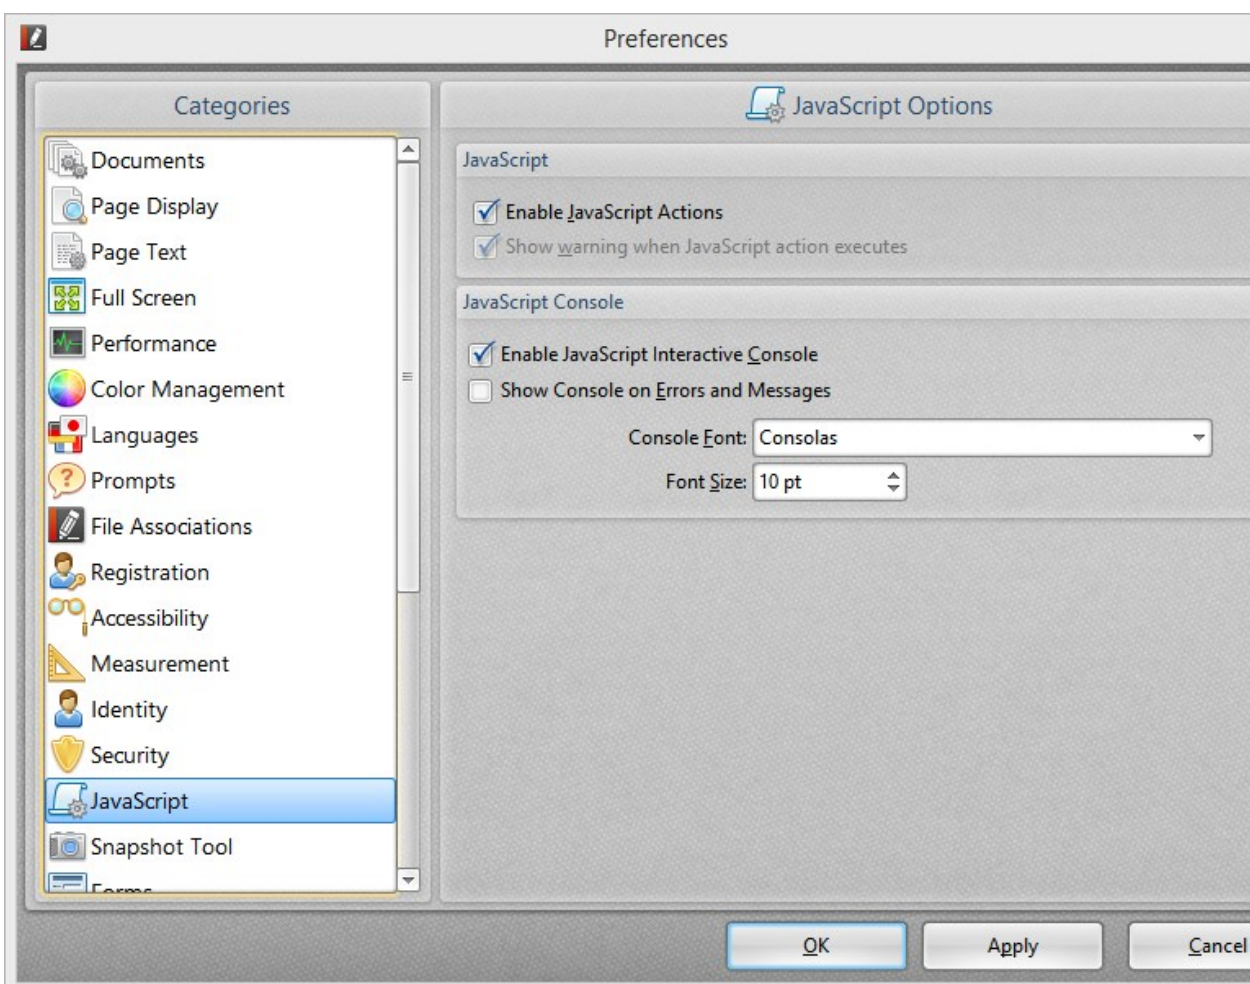 Preferences
Categories
Documents
Page Display
Page Text
Full Screen
Performance
Color Management
Languages
Prompts
File Associations
Registration
Accessibility
Measurement
Identity
Security
JavaScript
Snapshot Tool
Forms
JavaScript Options
JavaScript
Enable JavaScript Actions
Show warning when JavaScript action executes
JavaScript Console
Enable JavaScript Interactive Console
Show Console on Errors and Messages
Console Font: Consolas
Font Size: 10 pt
OK Apply Cancel